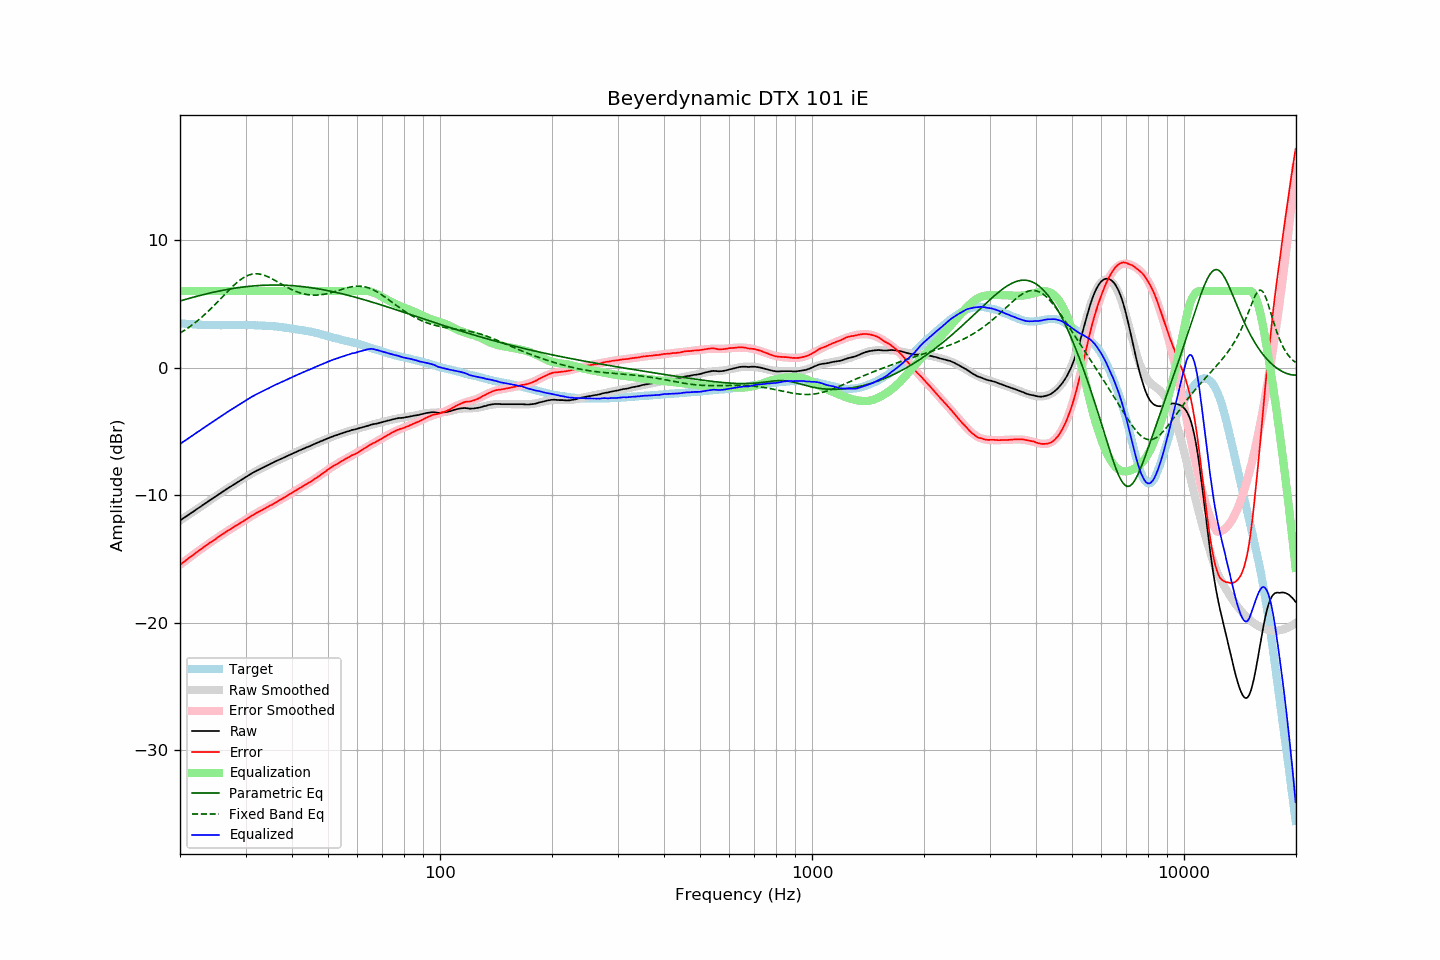 Beyerdynamic DTX 101 iE
Amplitude (dBr)
10
0
−10
−20
−30
Target
Raw Smoothed
Error Smoothed
Raw
Error
Equalization
Parametric Eq
Fixed Band Eq
Equalized
100
1000
10000
Frequency (Hz)